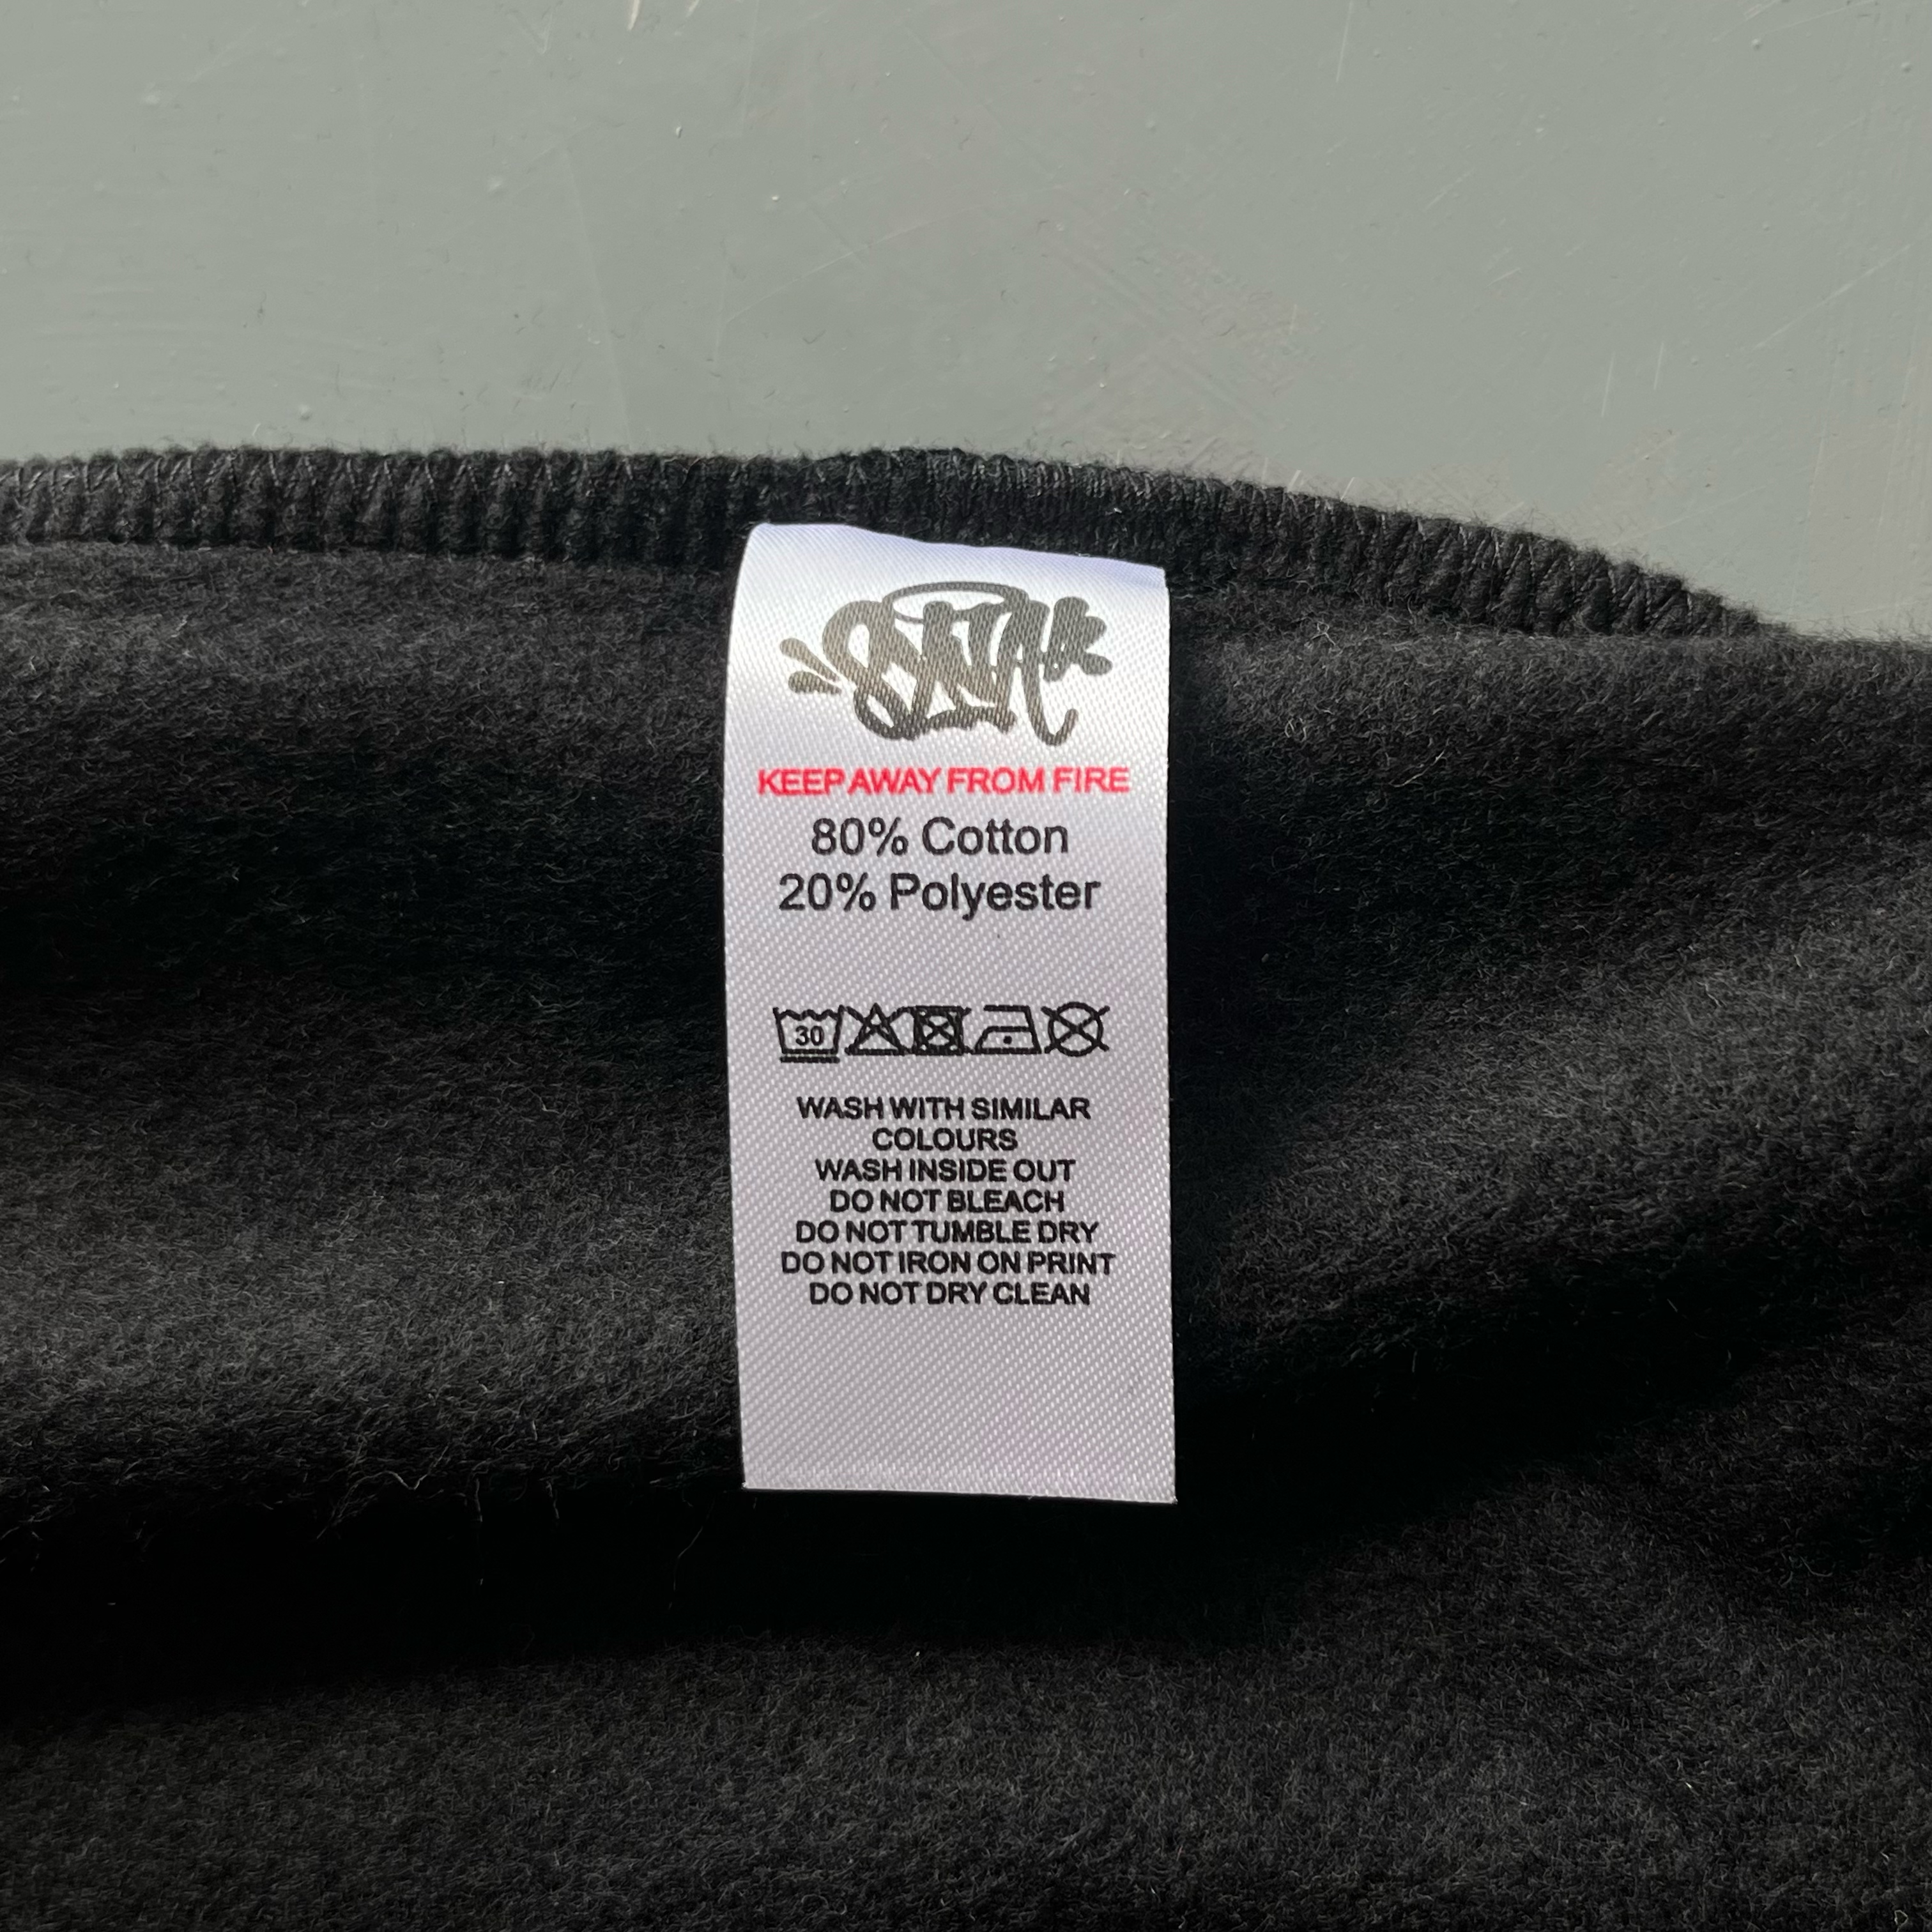 KEEP AWAY FROM FIRE
80% Cotton
20% Polyester
30
WASH WITH SIMILAR
COLOURS
WASH INSIDE OUT
DO NOT BLEACH
DO NOT TUMBLE DRY
DO NOT IRON ON PRINT
DO NOT DRY CLEAN